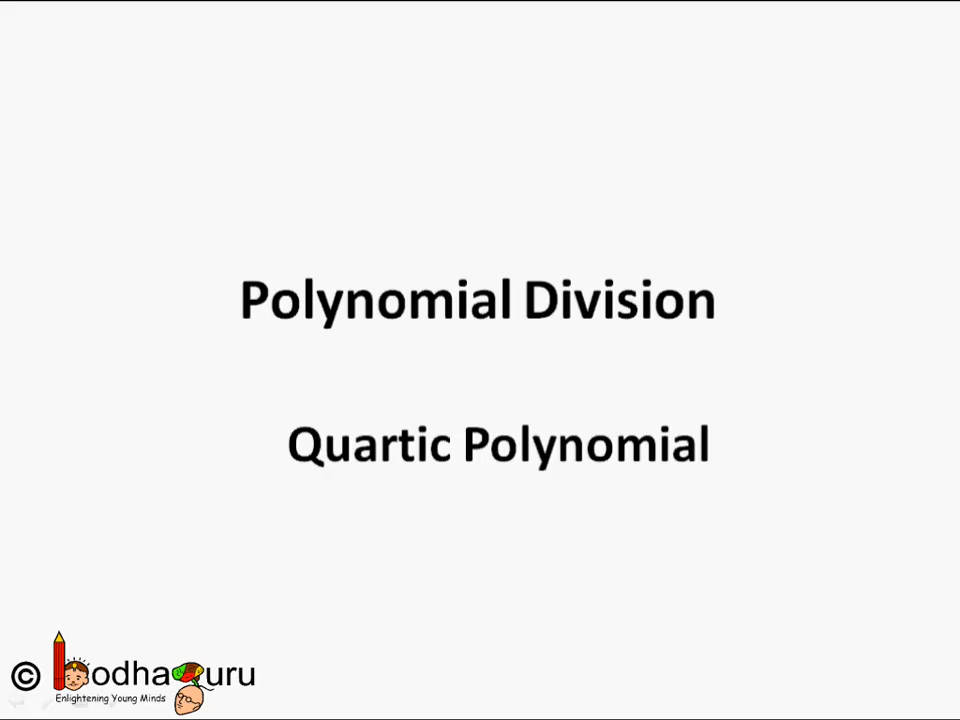 Polynomial Division
Quartic Polynomial
© bodhaguru
Enlightening Young Minds